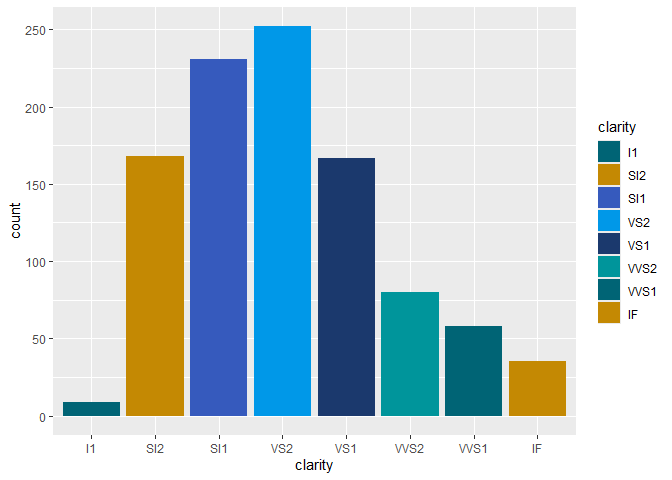 250
200
150
100
50
0
count
I1 SI2 SI1 VS2 VS1 VVS2 VVS1 IF
clarity
clarity
I1
SI2
SI1
VS2
VS1
VVS2
VVS1
IF